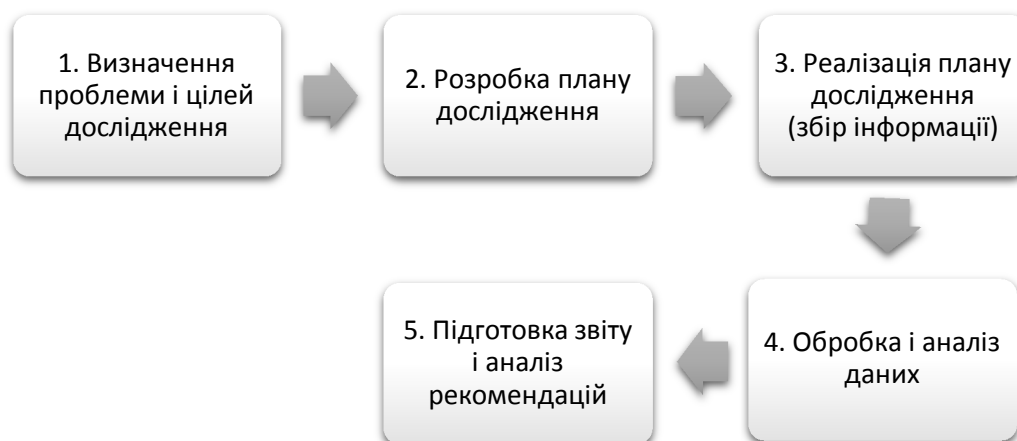 1. Визначення
проблеми і цілей
дослідження
2. Розробка плану
дослідження
3. Реалізація плану
дослідження
(збір інформації)
4. Обробка і аналіз
даних
5. Підготовка звіту
і аналіз
рекомендацій